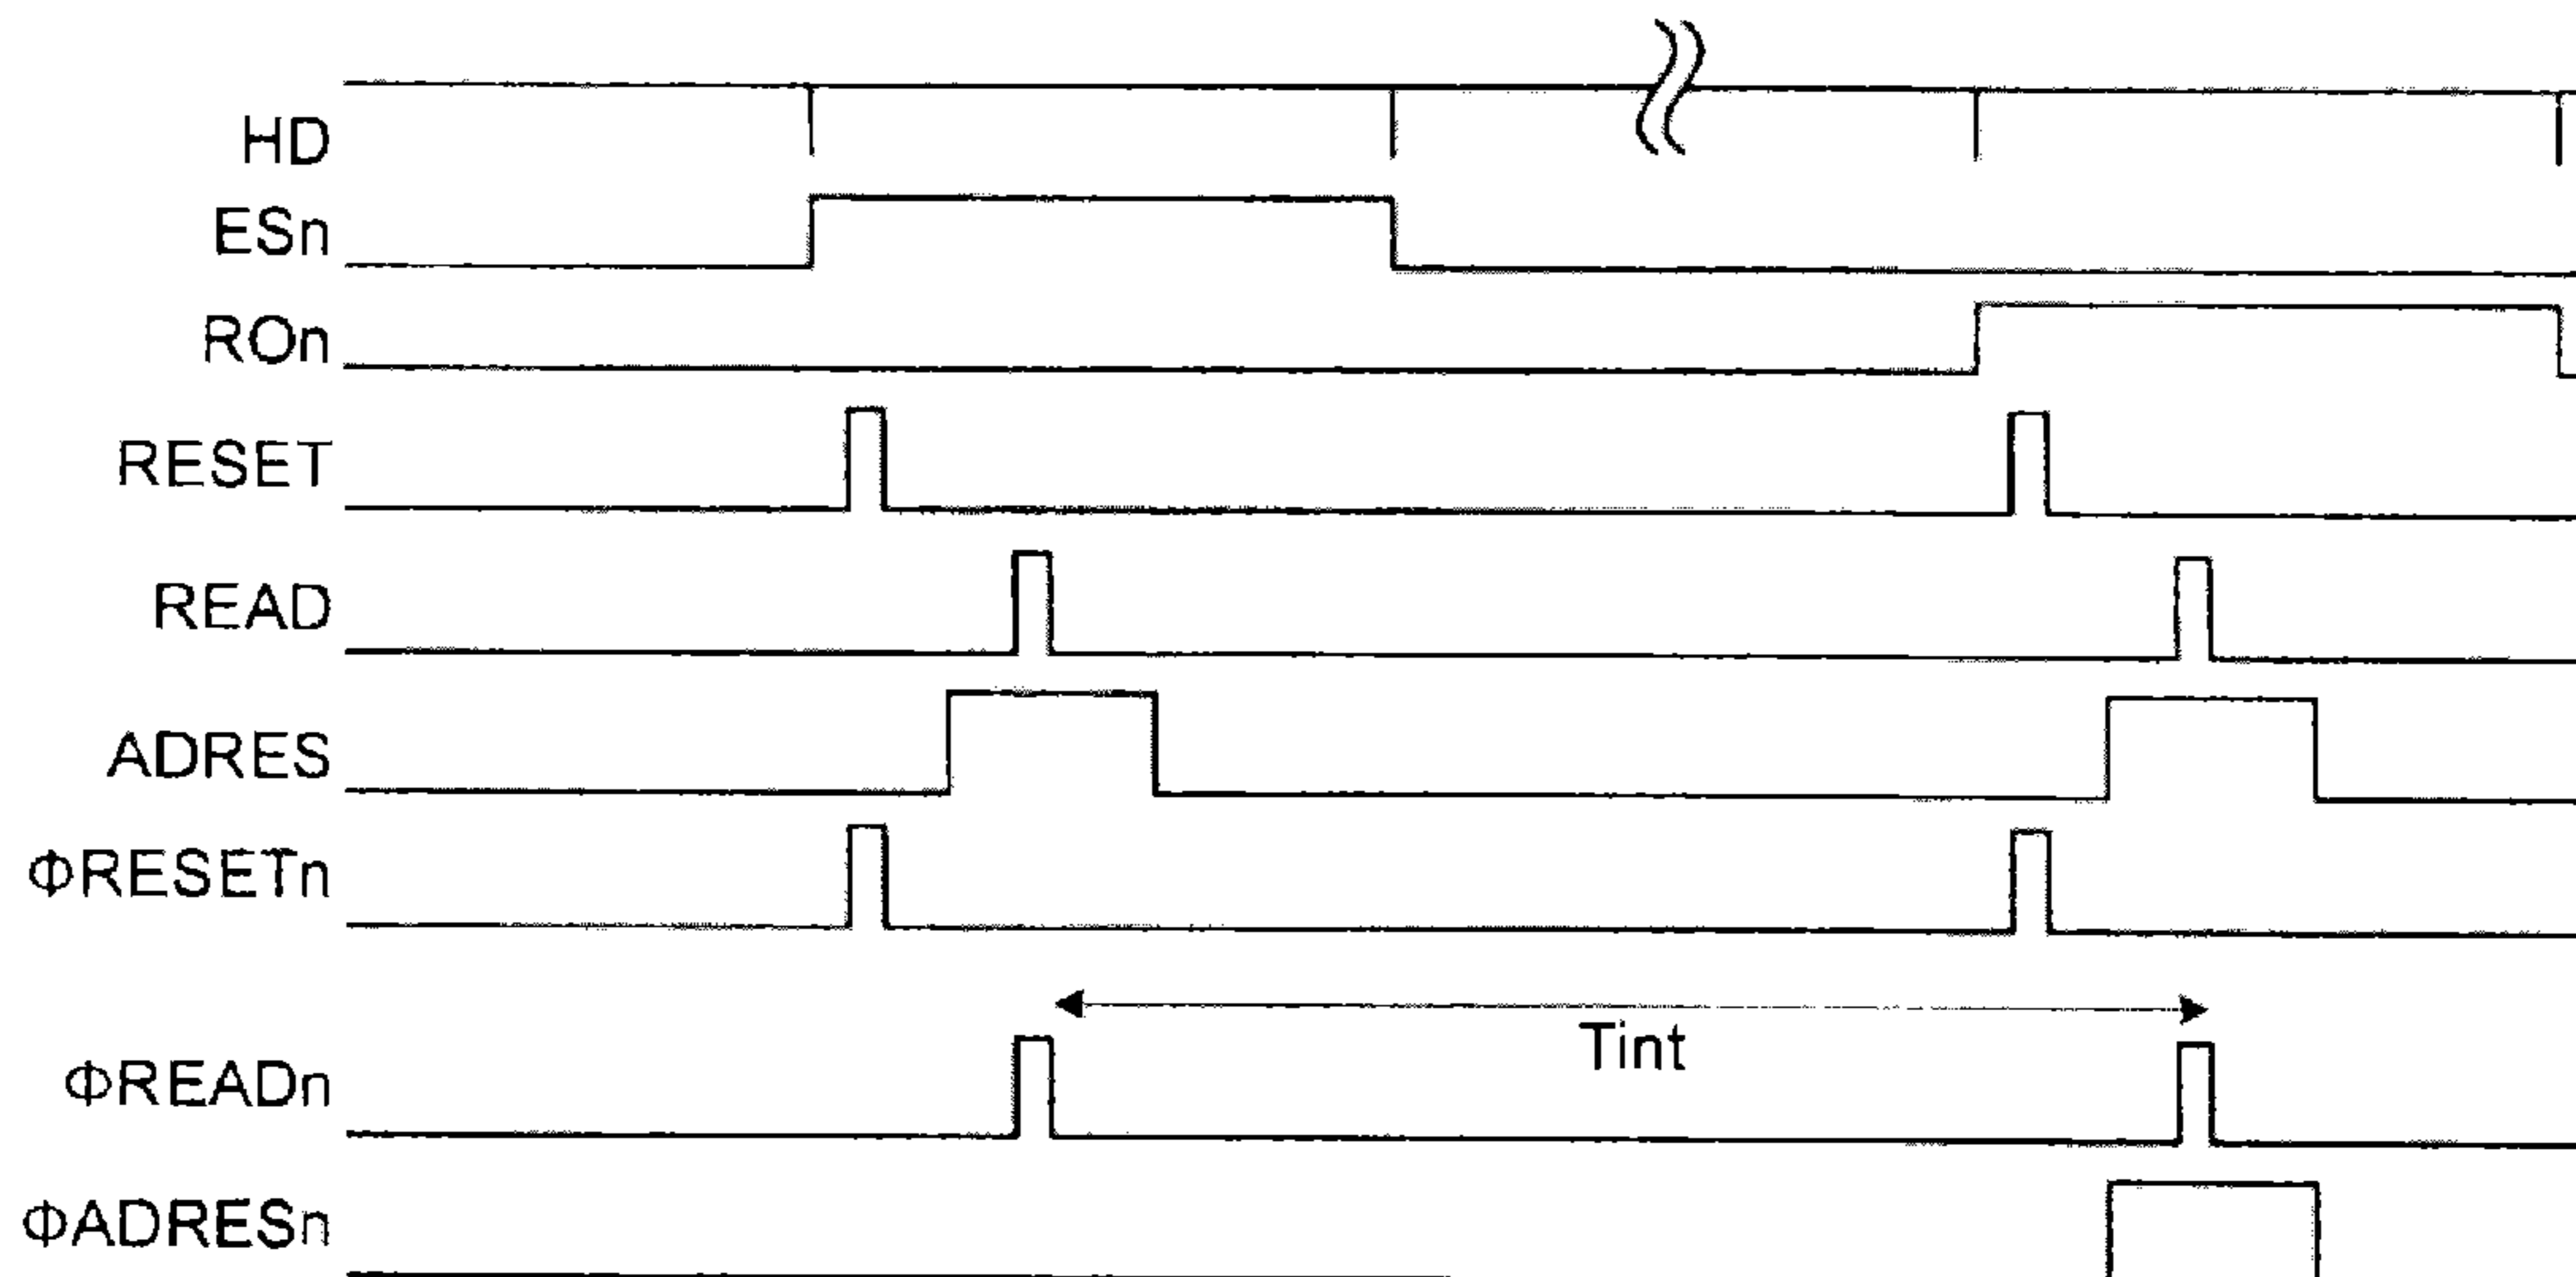 HD
ESn
ROn
RESET
READ
ADRES
ΦRESETn
Tint
ΦREADn
ΦADRESn